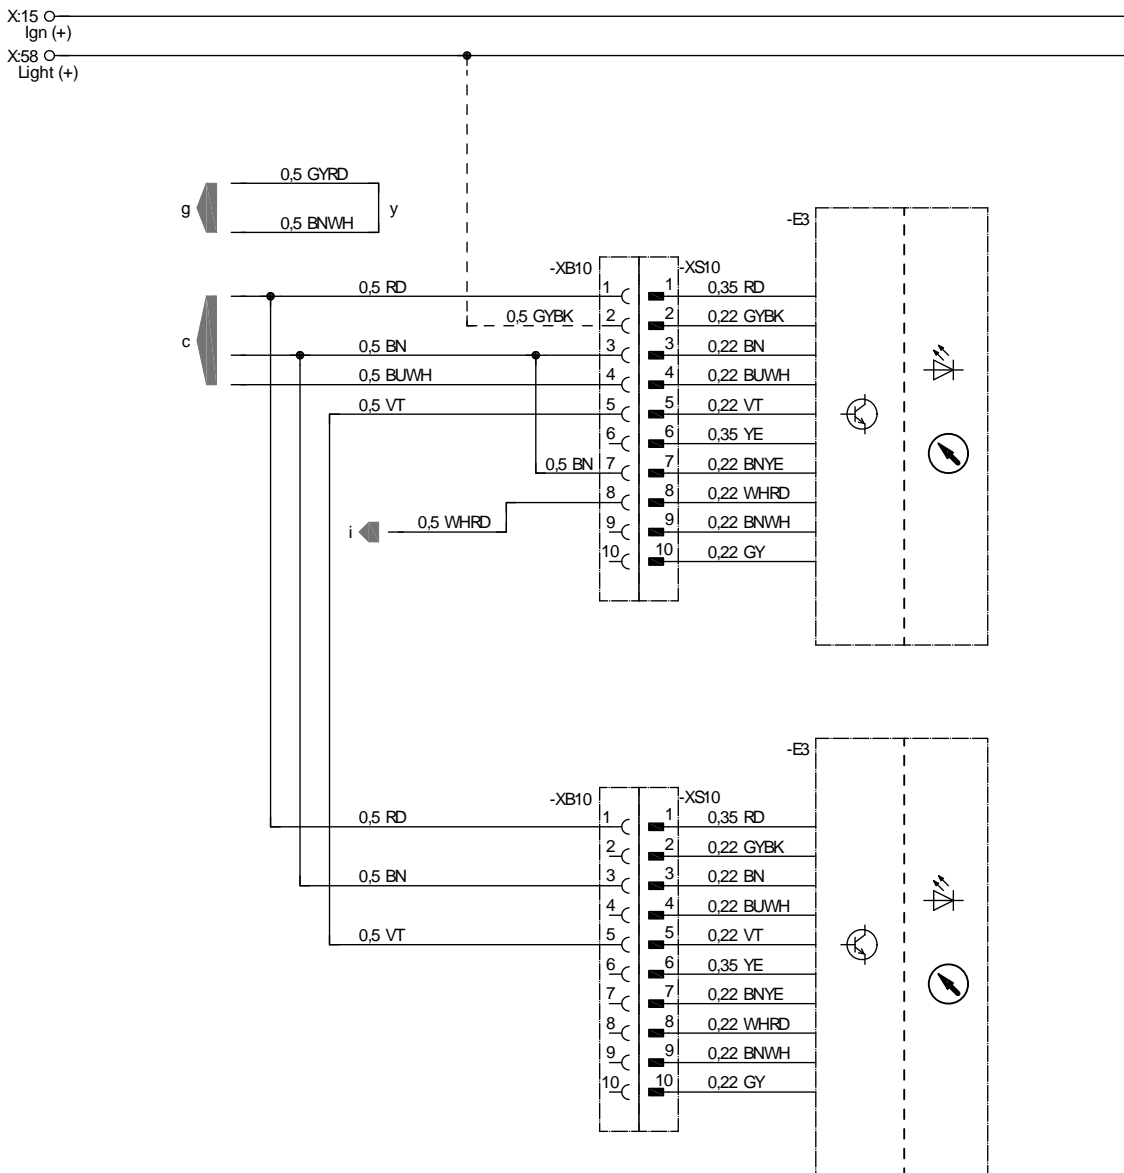 X:15
Ign (+)
X:58
Light (+)
0,5 GYRD
g
y
0,5 BNWH
-E3
-XB10 -XS10
0,5 RD 1 1 0,35 RD
0,5 GYBK 2 2 0,22 GYBK
c
0,5 BN 3 3 0,22 BN
0,5 BUWH 4 4 0,22 BUWH
0,5 VT 5 5 0,22 VT
6 6 0,35 YE
0,5 BN 7 7 0,22 BNYE
8 8 0,22 WHRD
i 0,5 WHRD 9 9 0,22 BNWH
10 10 0,22 GY
-E3
-XB10 -XS10
0,5 RD 1 1 0,35 RD
2 2 0,22 GYBK
0,5 BN 3 3 0,22 BN
4 4 0,22 BUWH
0,5 VT 5 5 0,22 VT
6 6 0,35 YE
7 7 0,22 BNYE
8 8 0,22 WHRD
9 9 0,22 BNWH
10 10 0,22 GY